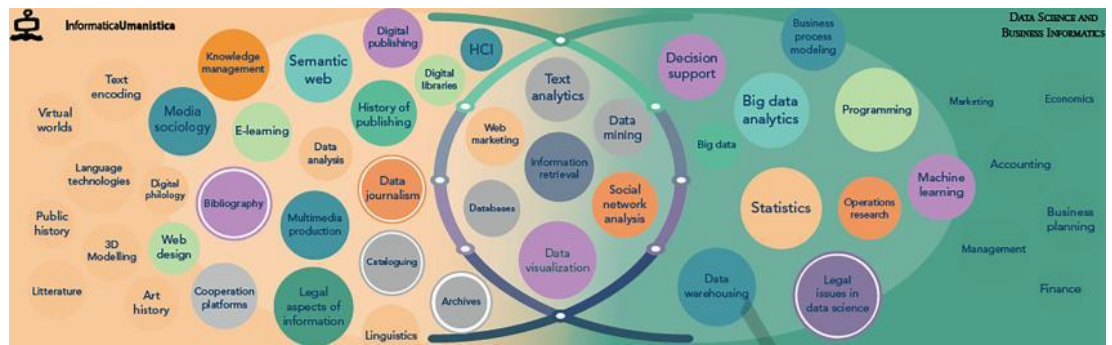 InformaticaUmanistica
DATA SCIENCE AND
BUSINESS INFORMATICS
Digital
publishing
HCI
Knowledge
management
Semantic
web
Digital
libraries
Text
encoding
Media
sociology
History of
publishing
Virtual
worlds
E-learning
Data
analysis
Language
technologies
Digital
philology
Bibliography
Data
journalism
Public
history
3D
Modelling
Web
design
Multimedia
production
Cataloguing
Litterature
Art
history
Cooperation
platforms
Legal
aspects of
information
Archives
Linguistics
Text
analytics
Web
marketing
Data
mining
Information
retrieval
Databases
Social
network
analysis
Data
visualization
Business
process
modeling
Decision
support
Big data
analytics
Programming
Marketing
Economics
Big data
Accounting
Machine
learning
Statistics
Operations
research
Business
planning
Management
Data
warehousing
Legal
issues in
data science
Finance